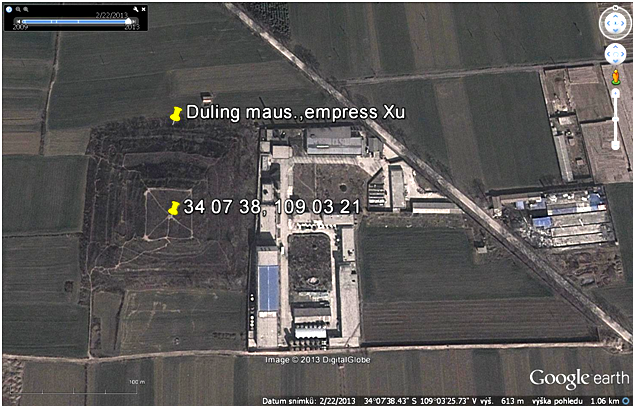 2/22/2013
2009
2013
Duling maus.,empress Xu
34 07 38, 109 03 21
100 m
Image © 2013 DigitalGlobe
Google earth
Datum snímků: 2/22/2013 34°07'38.43" S 109°03'25.73" V výš. 613 m výška pohledu 1.06 km